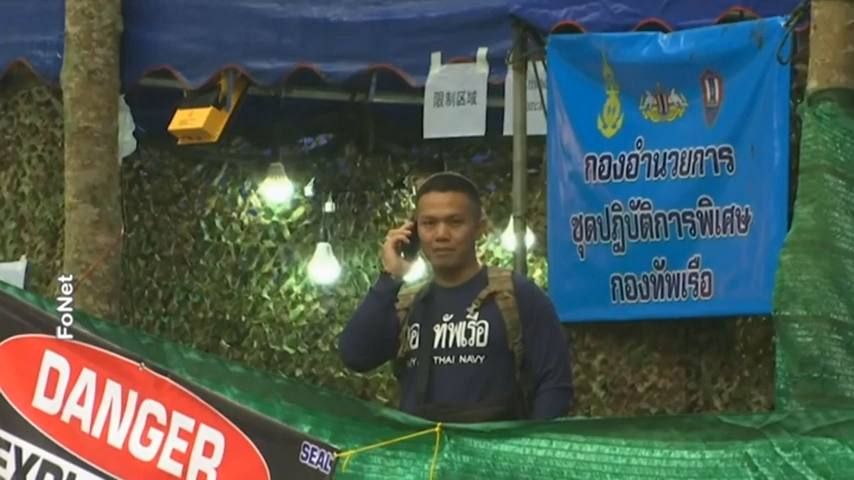 限制区域
กองอำนวยการ
ชุดปฏิบัติการพิเศษ
กองทัพเรือ
ทัพเรือ
THAI NAVY
FoNet
DANGER
SEAL